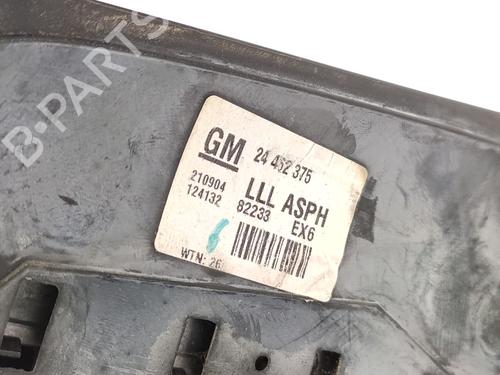 GM 24 452 375
210904 LLL ASPH
124132 82233 EX6
WTN: 26
B-Parts